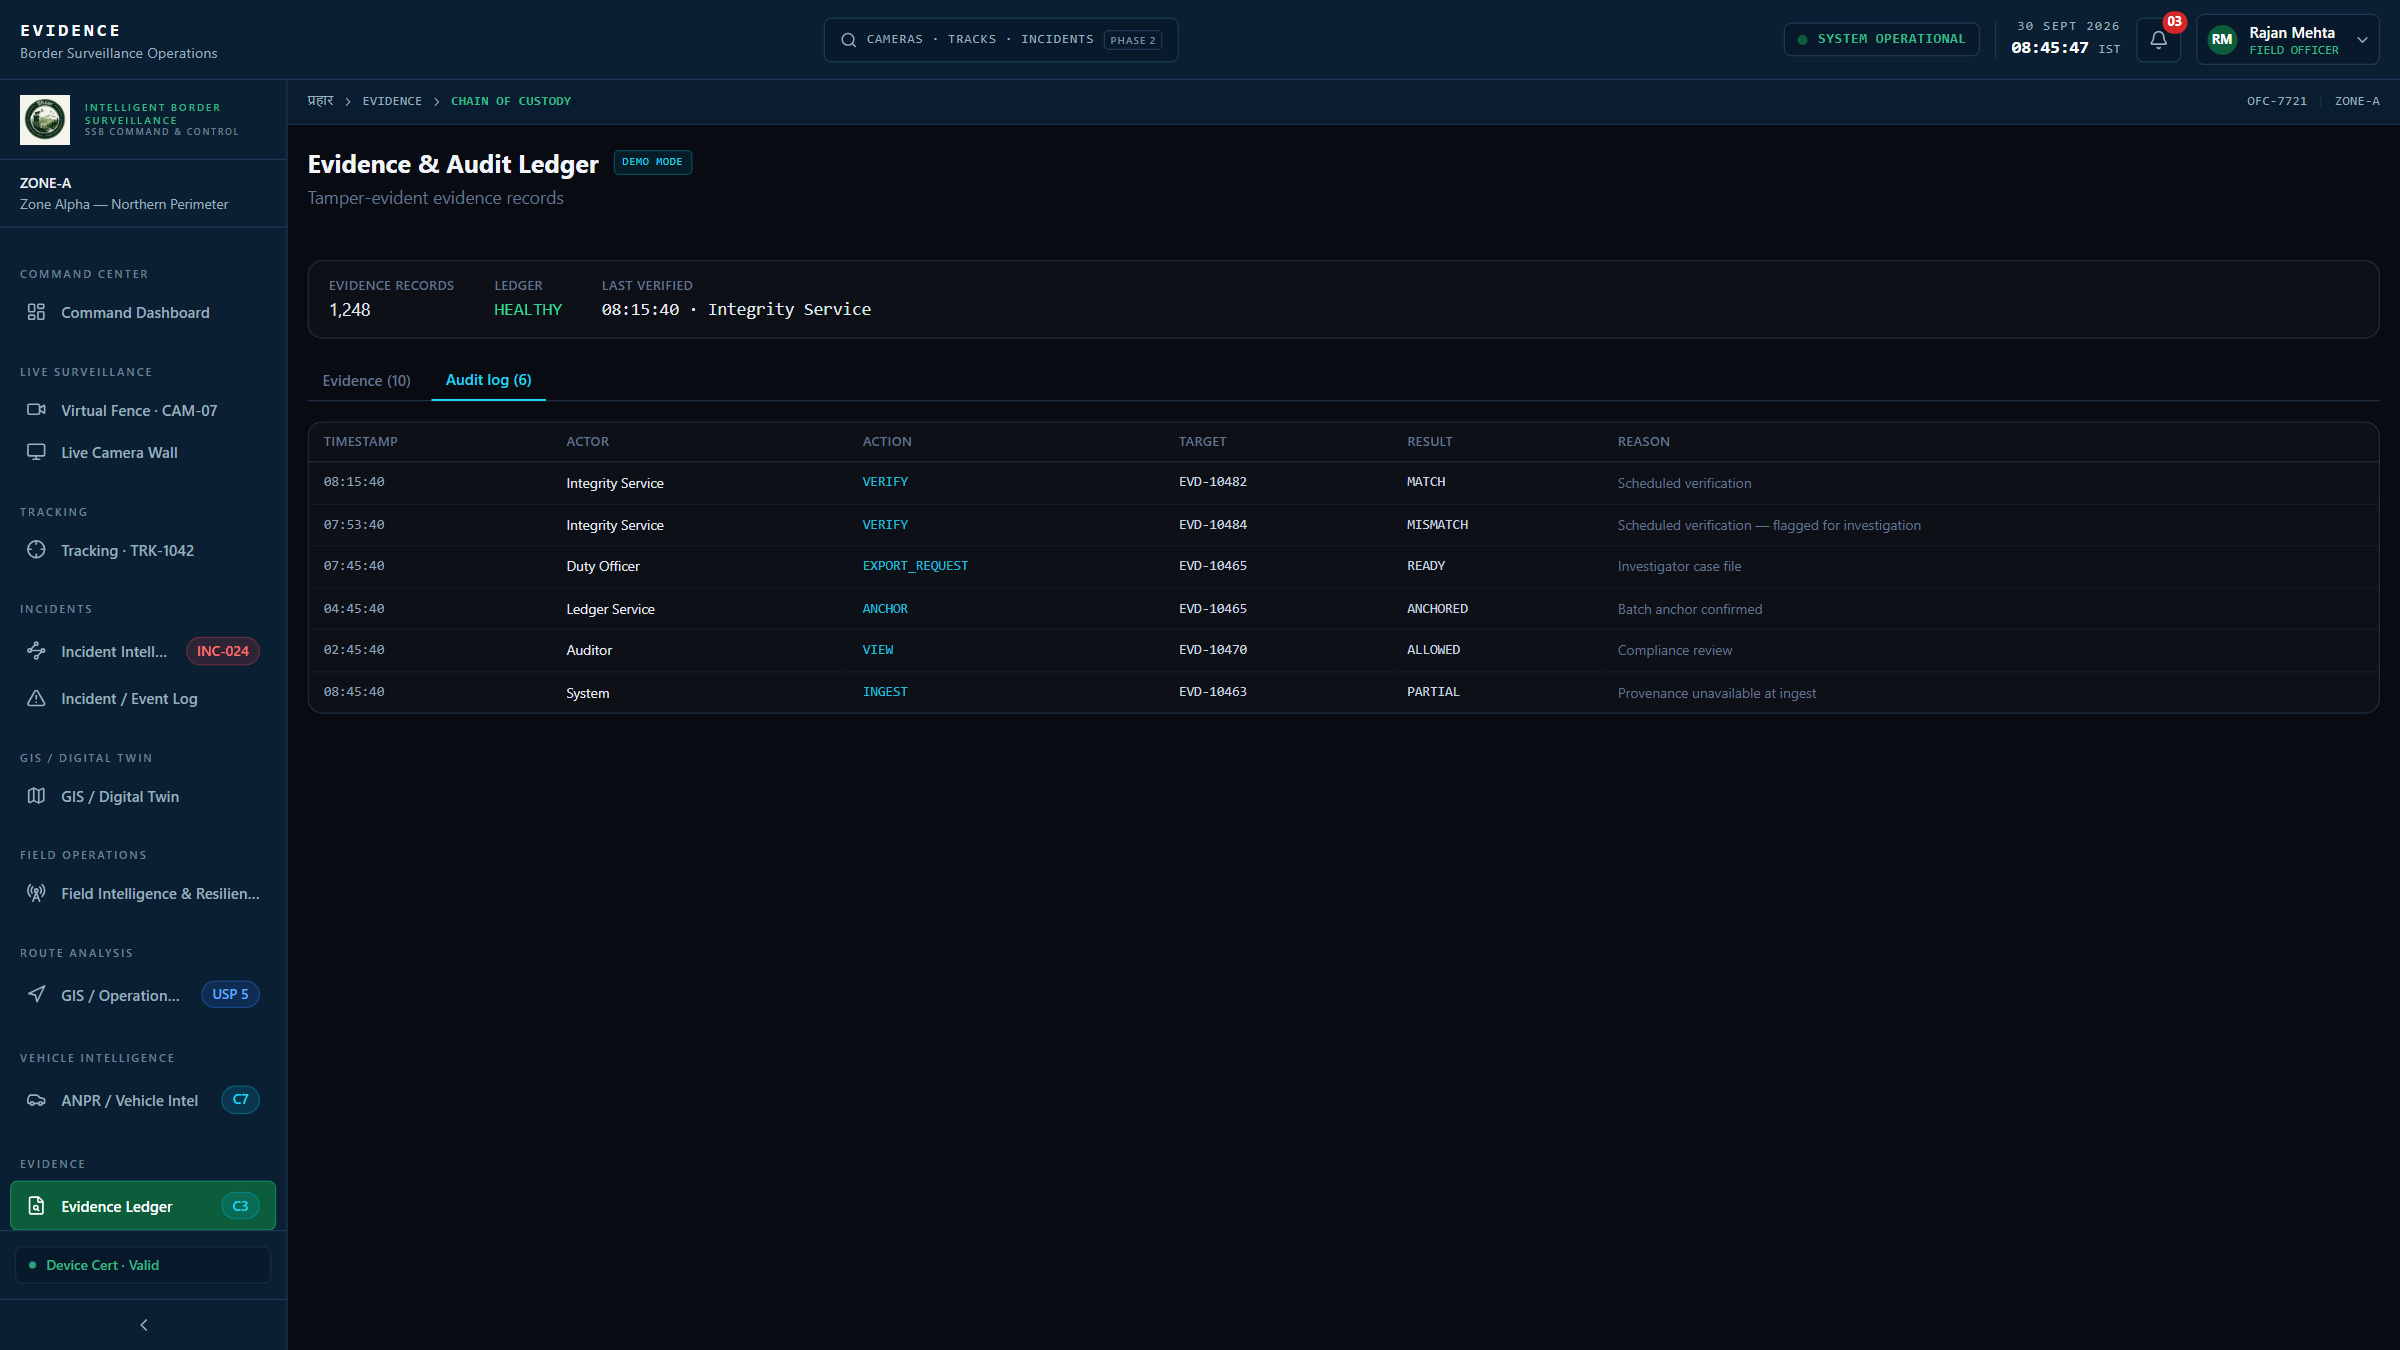 EVIDENCE
Border Surveillance Operations
CAMERAS · TRACKS · INCIDENTS PHASE 2
SYSTEM OPERATIONAL
30 SEPT 2026
08:45:47 IST
03
RM
Rajan Mehta
FIELD OFFICER
INTELLIGENT BORDER
SURVEILLANCE
SSB COMMAND & CONTROL
ZONE-A
Zone Alpha — Northern Perimeter
COMMAND CENTER
Command Dashboard
LIVE SURVEILLANCE
Virtual Fence · CAM-07
Live Camera Wall
TRACKING
Tracking · TRK-1042
INCIDENTS
Incident Intell... INC-024
Incident / Event Log
GIS / DIGITAL TWIN
GIS / Digital Twin
FIELD OPERATIONS
Field Intelligence & Resilien...
ROUTE ANALYSIS
GIS / Operation... USP 5
VEHICLE INTELLIGENCE
ANPR / Vehicle Intel C7
EVIDENCE
Evidence Ledger C3
Device Cert · Valid
प्रहार > EVIDENCE > CHAIN OF CUSTODY
OFC-7721 ZONE-A
Evidence & Audit Ledger DEMO MODE
Tamper-evident evidence records
EVIDENCE RECORDS LEDGER LAST VERIFIED
1,248 HEALTHY 08:15:40 · Integrity Service
Evidence (10) Audit log (6)
TIMESTAMP ACTOR ACTION TARGET RESULT REASON
08:15:40 Integrity Service VERIFY EVD-10482 MATCH Scheduled verification
07:53:40 Integrity Service VERIFY EVD-10484 MISMATCH Scheduled verification — flagged for investigation
07:45:40 Duty Officer EXPORT_REQUEST EVD-10465 READY Investigator case file
04:45:40 Ledger Service ANCHOR EVD-10465 ANCHORED Batch anchor confirmed
02:45:40 Auditor VIEW EVD-10470 ALLOWED Compliance review
08:45:40 System INGEST EVD-10463 PARTIAL Provenance unavailable at ingest